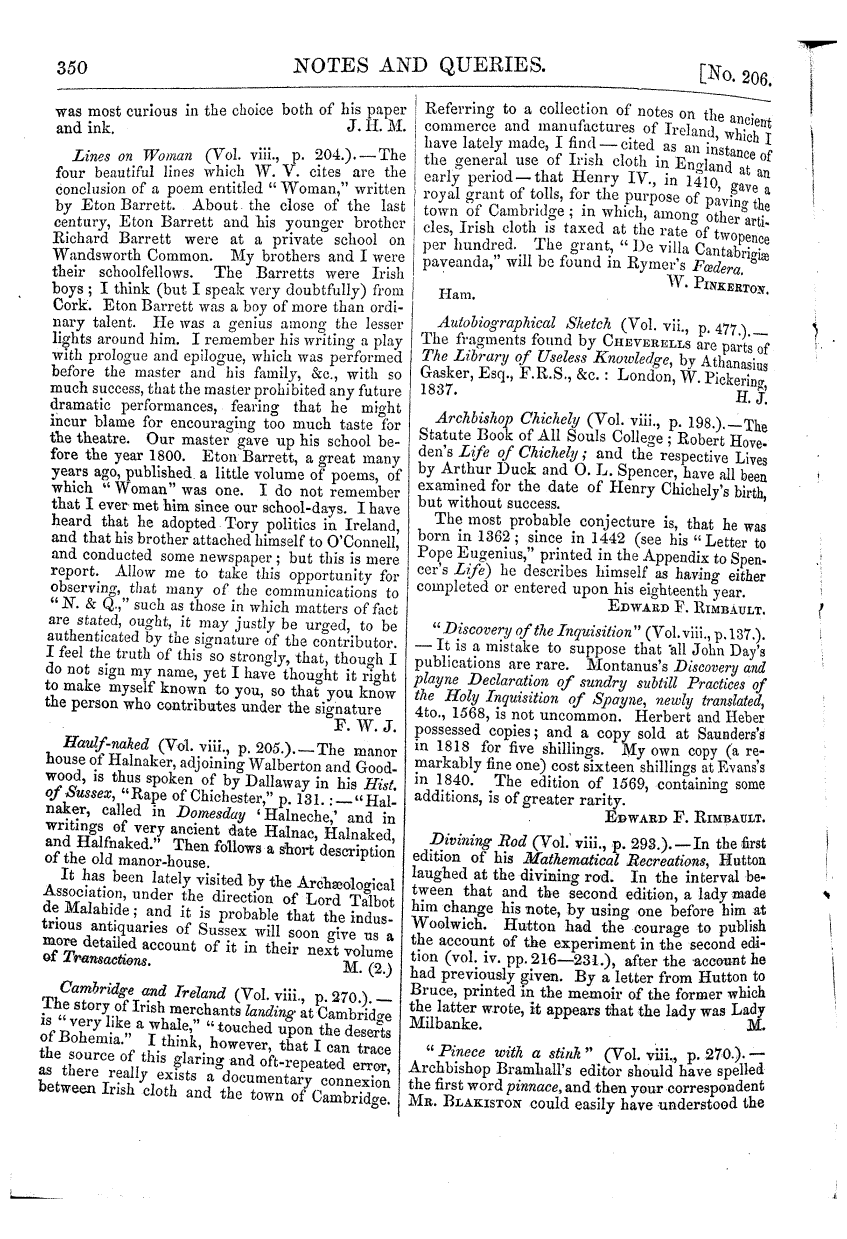 350 NOTES AND QUERIES. [No. 206.
was most curious in the choice both of his paper
and ink. J. H. M.
Lines on Woman (Vol. viii., p. 204.).—The
four beautiful lines which W. V. cites are the
conclusion of a poem entitled "Woman," written
by Eton Barrett. About the close of the last
century, Eton Barrett and his younger brother
Richard Barrett were at a private school on
Wandsworth Common. My brothers and I were
their schoolfellows. The Barretts were Irish
boys; I think (but I speak very doubtfully) from
Cork. Eton Barrett was a boy of more than ordi-
nary talent. He was a genius among the lesser
lights around him. I remember his writing a play
with prologue and epilogue, which was performed
before the master and his family, &c., with so
much success, that the master prohibited any future
dramatic performances, fearing that he might
incur blame for encouraging too much taste for
the theatre. Our master gave up his school be-
fore the year 1800. Eton Barrett, a great many
years ago, published a little volume of poems, of
which "Woman" was one. I do not remember
that I ever met him since our school-days. I have
heard that he adopted Tory politics in Ireland,
and that his brother attached himself to O'Connell,
and conducted some newspaper; but this is mere
report. Allow me to take this opportunity for
observing, that many of the communications to
"N. & Q.," such as those in which matters of fact
are stated, ought, it may justly be urged, to be
authenticated by the signature of the contributor.
I feel the truth of this so strongly, that, though I
do not sign my name, yet I have thought it right
to make myself known to you, so that you know
the person who contributes under the signature
F. W. J.
Haulf-naked (Vol. viii., p. 205.).—The manor
house of Halnaker, adjoining Walberton and Good-
wood, is thus spoken of by Dallaway in his Hist.
of Sussex, "Rape of Chichester," p. 131.:—"Hal-
naker, called in Domesday 'Halneche,' and in
writings of very ancient date Halnac, Halnaked,
and Halfnaked." Then follows a short description
of the old manor-house.
It has been lately visited by the Archæological
Association, under the direction of Lord Talbot
de Malahide; and it is probable that the indus-
trious antiquaries of Sussex will soon give us a
more detailed account of it in their next volume
of Transactions. M. (2.)
Cambridge and Ireland (Vol. viii., p. 270.).—
The story of Irish merchants landing at Cambridge
is "very like a whale," "touched upon the deserts
of Bohemia." I think, however, that I can trace
the source of this glaring and oft-repeated error,
as there really exists a documentary connexion
between Irish cloth and the town of Cambridge.
Referring to a collection of notes on the ancient
commerce and manufactures of Ireland, which I
have lately made, I find—cited as an instance of
the general use of Irish cloth in England at an
early period—that Henry IV., in 1410, gave a
royal grant of tolls, for the purpose of paving the
town of Cambridge; in which, among other arti-
cles, Irish cloth is taxed at the rate of twopence
per hundred. The grant, "De villa Cantabrigiæ
paveanda," will be found in Rymer's Fœdera.
W. PINKERTON.
Ham.
Autobiographical Sketch (Vol. vii., p. 477.).—
The fragments found by CHEVERELLS are parts of
The Library of Useless Knowledge, by Athanasius
Gasker, Esq., F.R.S., &c.: London, W. Pickering,
1837. H. J.
Archbishop Chichely (Vol. viii., p. 198.).—The
Statute Book of All Souls College; Robert Hove-
den's Life of Chichely; and the respective Lives
by Arthur Duck and O. L. Spencer, have all been
examined for the date of Henry Chichely's birth,
but without success.
The most probable conjecture is, that he was
born in 1362; since in 1442 (see his "Letter to
Pope Eugenius," printed in the Appendix to Spen-
cer's Life) he describes himself as having either
completed or entered upon his eighteenth year.
EDWARD F. RIMBAULT.
"Discovery of the Inquisition" (Vol. viii., p. 137.).
—It is a mistake to suppose that all John Day's
publications are rare. Montanus's Discovery and
playne Declaration of sundry subtill Practices of
the Holy Inquisition of Spayne, newly translated,
4to., 1568, is not uncommon. Herbert and Heber
possessed copies; and a copy sold at Saunders's
in 1818 for five shillings. My own copy (a re-
markably fine one) cost sixteen shillings at Evans's
in 1840. The edition of 1569, containing some
additions, is of greater rarity.
EDWARD F. RIMBAULT.
Divining Rod (Vol. viii., p. 293.).—In the first
edition of his Mathematical Recreations, Hutton
laughed at the divining rod. In the interval be-
tween that and the second edition, a lady made
him change his note, by using one before him at
Woolwich. Hutton had the courage to publish
the account of the experiment in the second edi-
tion (vol. iv. pp. 216—231.), after the account he
had previously given. By a letter from Hutton to
Bruce, printed in the memoir of the former which
the latter wrote, it appears that the lady was Lady
Milbanke. M.
"Pinece with a stink" (Vol. viii., p. 270.).—
Archbishop Bramhall's editor should have spelled
the first word pinnace, and then your correspondent
MR. BLAKISTON could easily have understood the